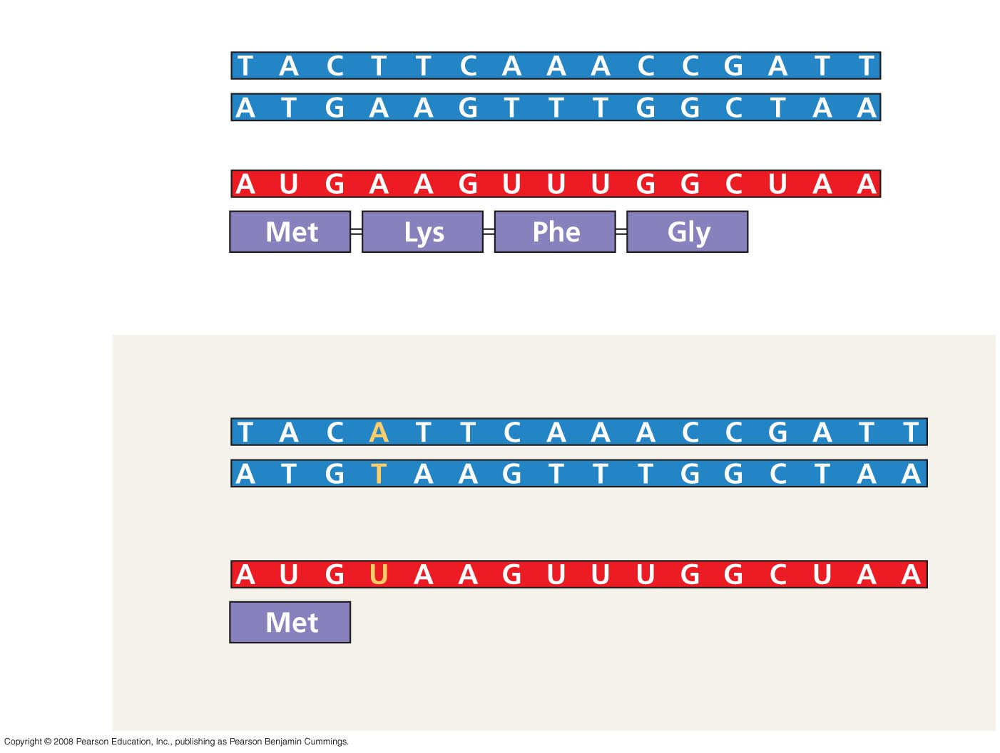 T A C T T C A A A C C G A T T
A T G A A G T T T G G C T A A
A U G A A G U U U G G C U A A
Met Lys Phe Gly
T A C A T T C A A A C C G A T T
A T G T A A G T T T G G C T A A
A U G U A A G U U U G G C U A A
Met
Copyright © 2008 Pearson Education, Inc., publishing as Pearson Benjamin Cummings.